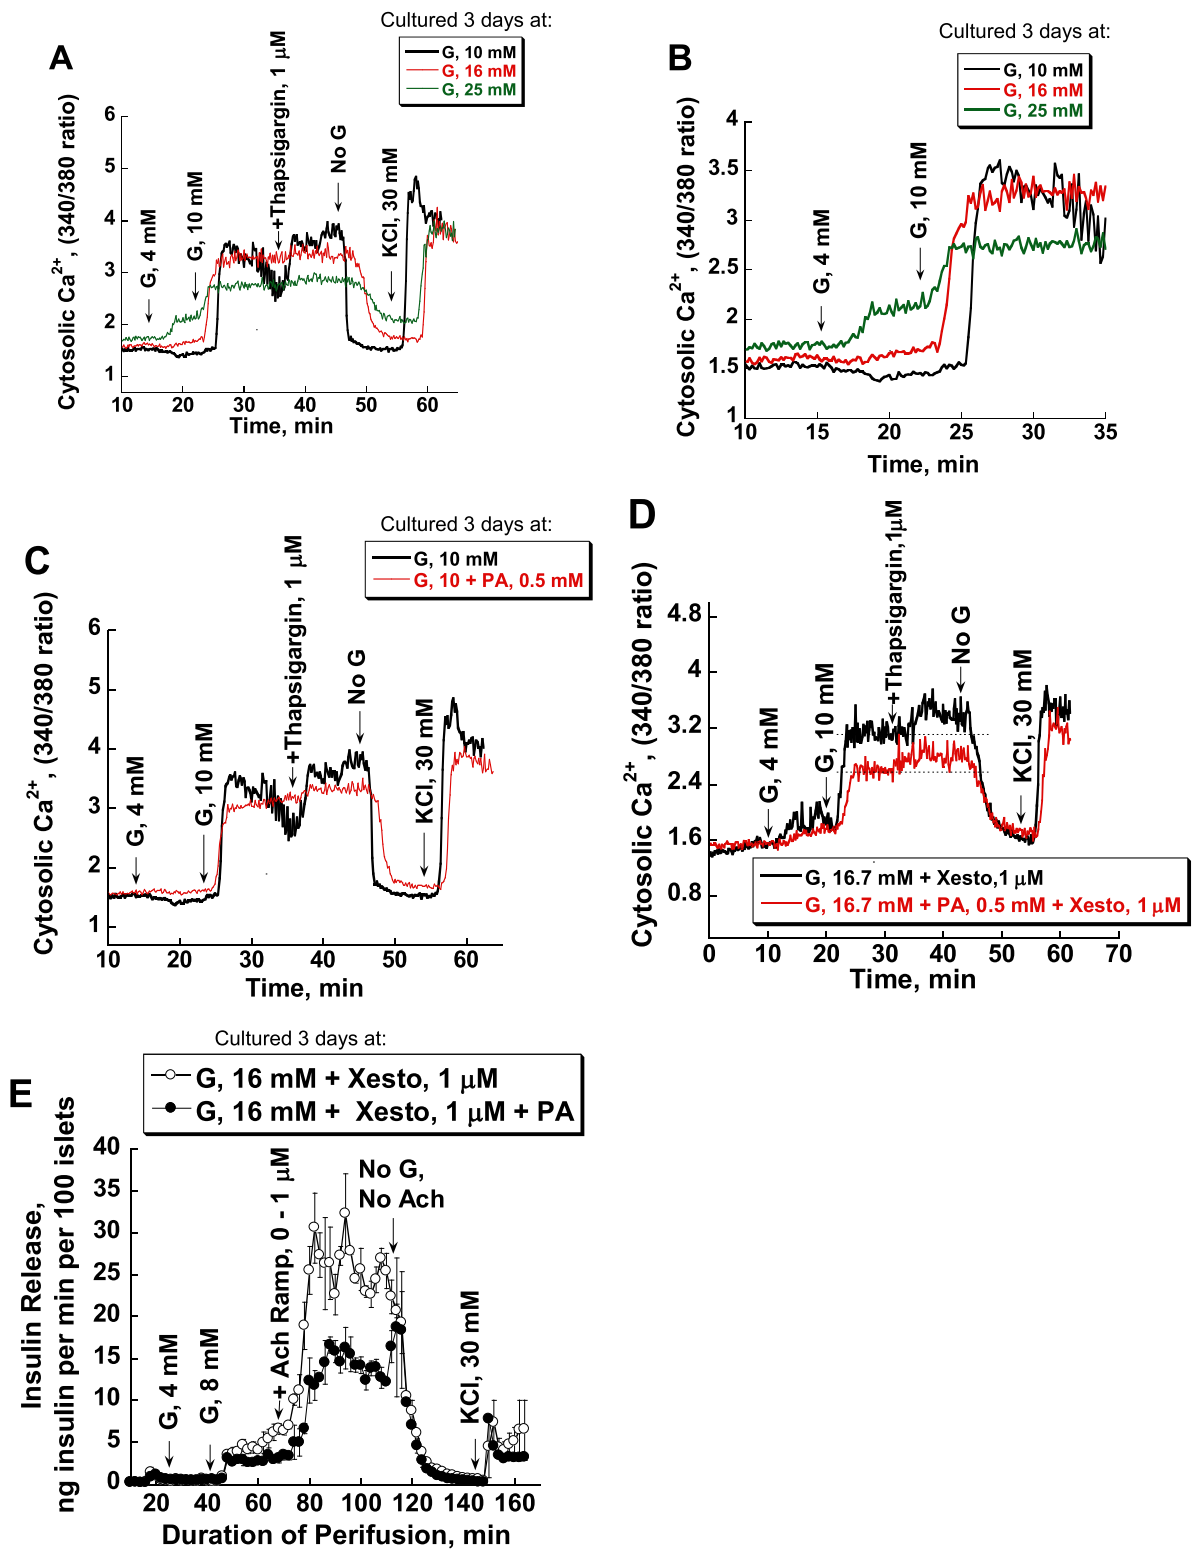 A
Cultured 3 days at:
G, 10 mM
G, 16 mM
G, 25 mM
Cytosolic Ca2+, (340/380 ratio)
6
5
4
3
2
1
G, 4 mM
G, 10 mM
+Thapsigargin, 1 μM
No G
KCl, 30 mM
10 20 30 40 50 60
Time, min
B
Cultured 3 days at:
G, 10 mM
G, 16 mM
G, 25 mM
Cytosolic Ca2+, (340/380 ratio)
4
3.5
3
2.5
2
1.5
1
G, 4 mM
G, 10 mM
10 15 20 25 30 35
Time, min
C
Cultured 3 days at:
G, 10 mM
G, 10 + PA, 0.5 mM
Cytosolic Ca2+, (340/380 ratio)
6
5
4
3
2
1
G, 4 mM
G, 10 mM
+Thapsigargin, 1 μM
No G
KCl, 30 mM
10 20 30 40 50 60
Time, min
D
Cytosolic Ca2+, (340/380 ratio)
4.8
4
3.2
2.4
1.6
0.8
G, 4 mM
G, 10 mM
+Thapsigargin,1μM
No G
KCl, 30 mM
G, 16.7 mM + Xesto,1 μM
G, 16.7 mM + PA, 0.5 mM + Xesto, 1 μM
0 10 20 30 40 50 60 70
Time, min
E
Cultured 3 days at:
G, 16 mM + Xesto, 1 μM
G, 16 mM + Xesto, 1 μM + PA
Insulin Release,
ng insulin per min per 100 islets
40
35
30
25
20
15
10
5
0
G, 4 mM
G, 8 mM
+ Ach Ramp, 0 - 1 μM
No G,
No Ach
KCl, 30 mM
20 40 60 80 100 120 140 160
Duration of Perifusion, min